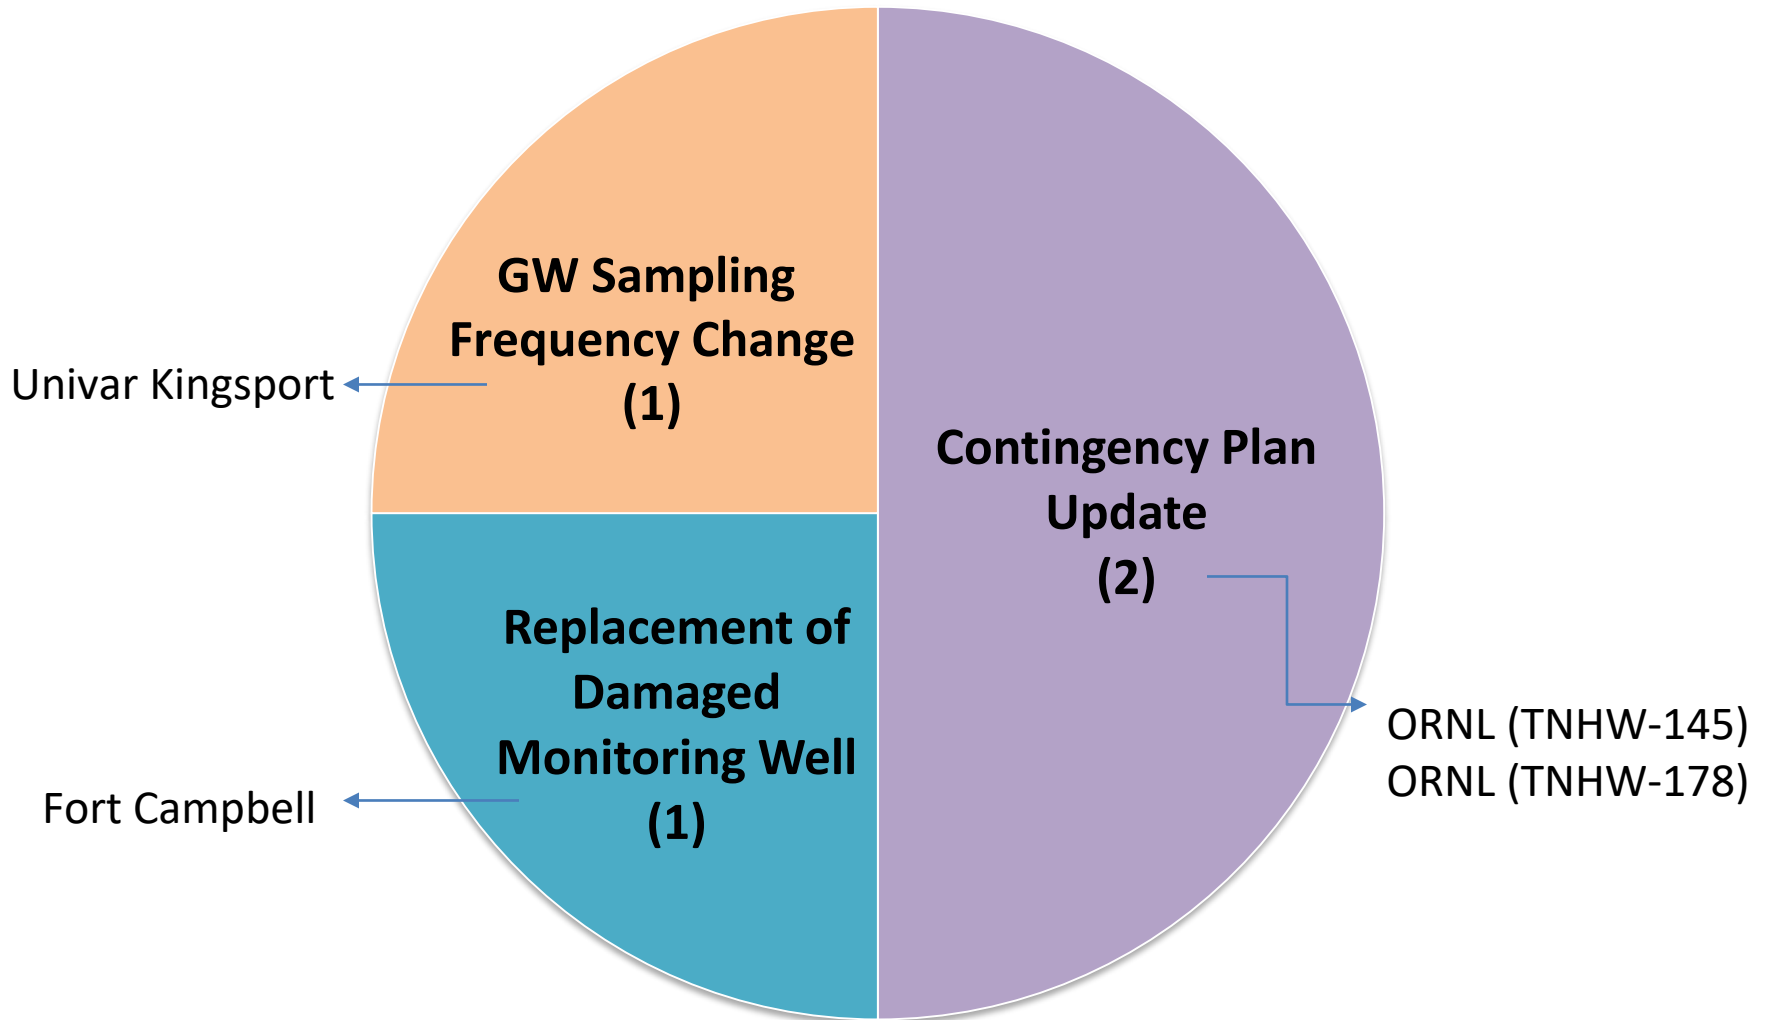 GW Sampling
Frequency Change
(1)
Univar Kingsport
Contingency Plan
Update
(2)
ORNL (TNHW-145)
ORNL (TNHW-178)
Replacement of
Damaged
Monitoring Well
(1)
Fort Campbell